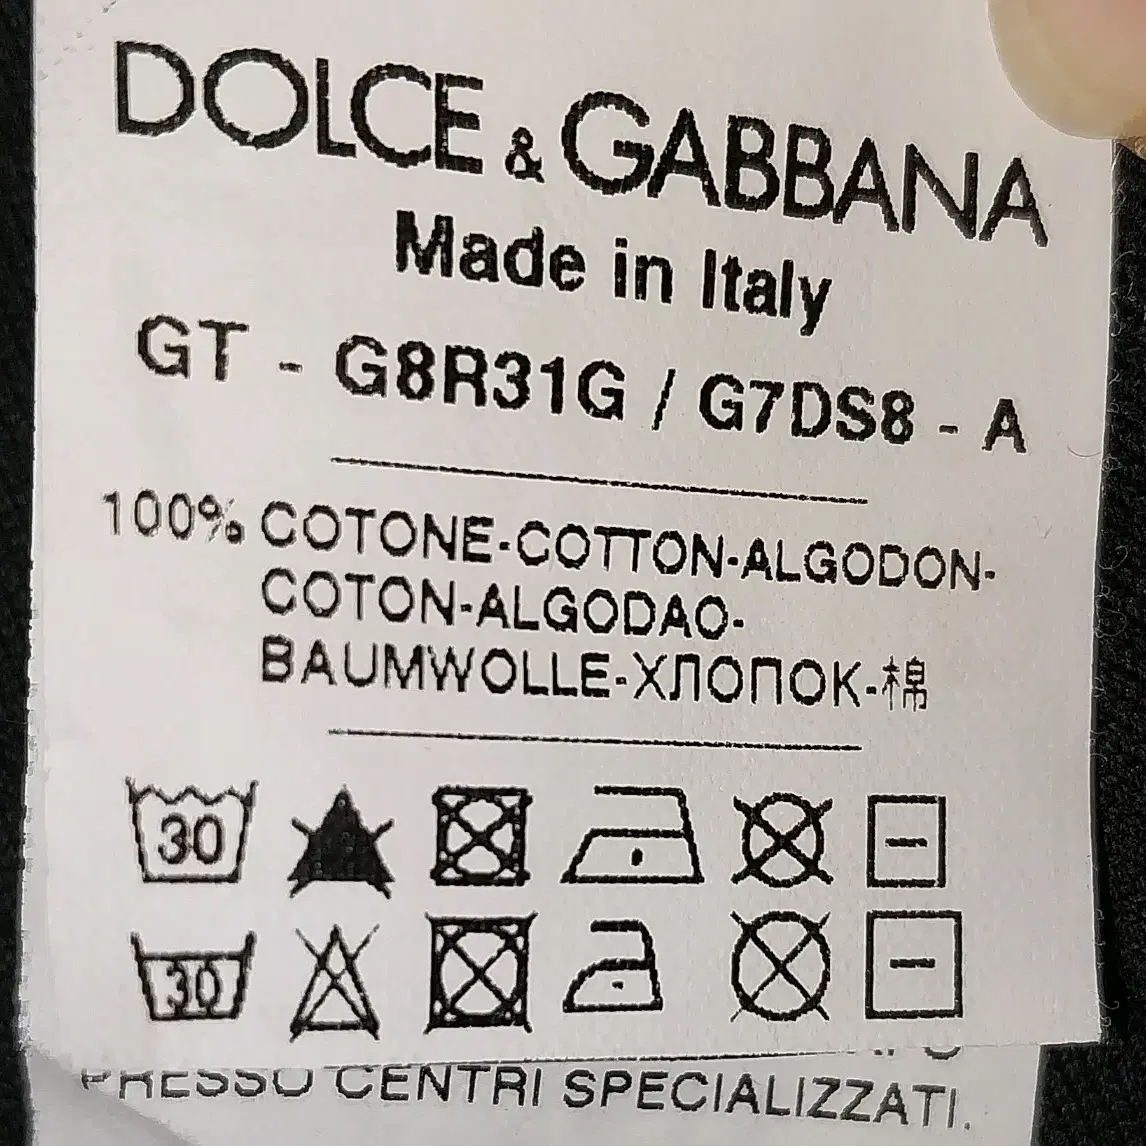 DOLCE & GABBANA
Made in Italy
GT - G8R31G / G7DS8 - A
100% COTONE-COTTON-ALGODON-
COTON-ALGODAO-
BAUMWOLLE-ХЛОПОК-棉
30
30
PRESSO CENTRI SPECIALIZZATI.